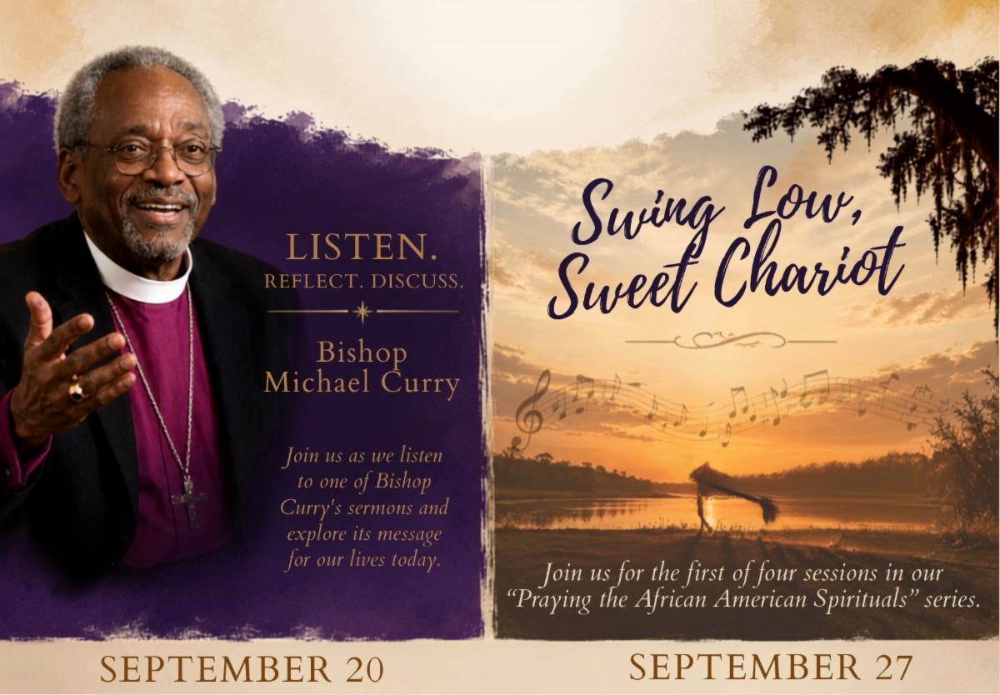 LISTEN.
REFLECT. DISCUSS.
Bishop
Michael Curry
Join us as we listen
to one of Bishop
Curry's sermons and
explore its message
for our lives today.
SEPTEMBER 20
Swing Low,
Sweet Chariot
Join us for the first of four sessions in our
“Praying the African American Spirituals” series.
SEPTEMBER 27